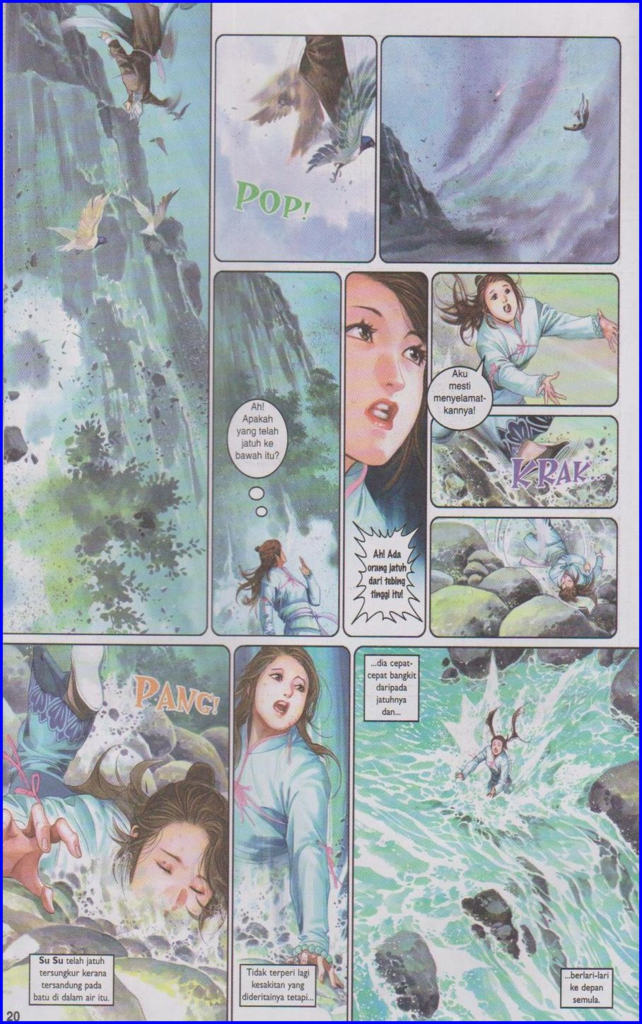 POP!
Ah!
Apakah
yang telah
jatuh ke
bawah itu?
Ah! Ada
orang jatuh
dari tebing
tinggi itu!
Aku
mesti
menyelamat-
kannya!
KRAK
PANG!
Su Su telah jatuh
tersungkur kerana
tersandung pada
batu di dalam air itu.
Tidak terperi lagi
kesakitan yang
dideritainya tetapi...
...dia cepat-
cepat bangkit
daripada
jatuhnya
dan...
...berlari-lari
ke depan
semula.
20